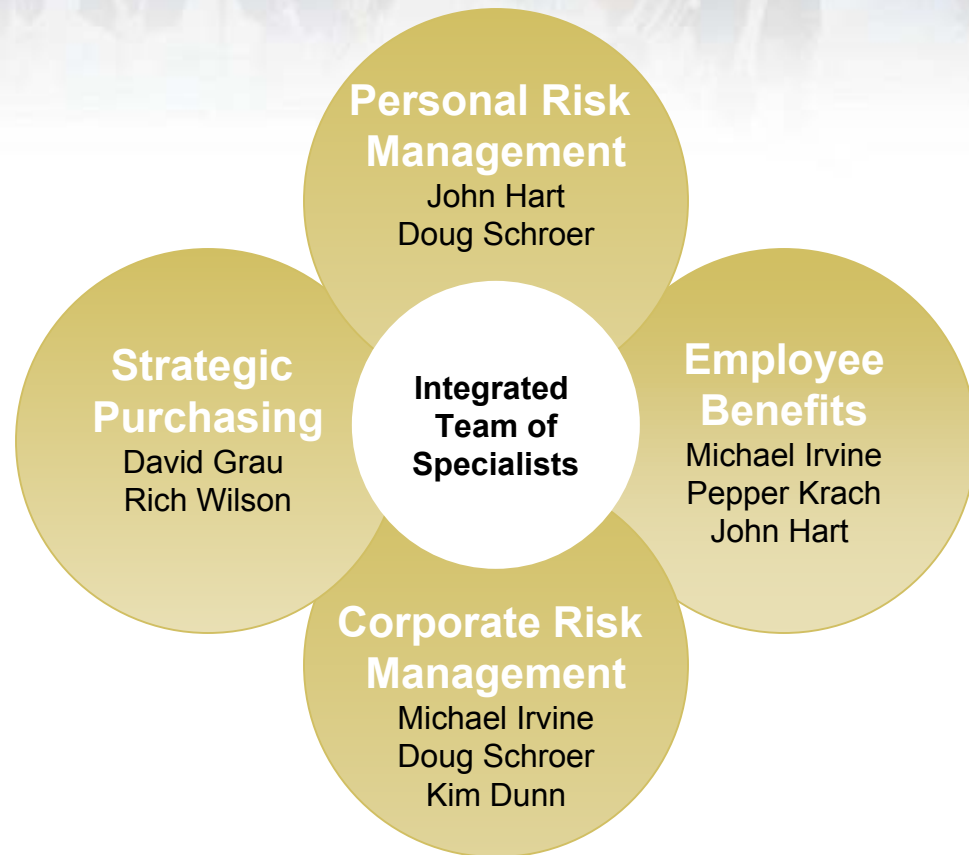 Personal Risk
Management
John Hart
Doug Schroer
Strategic
Purchasing
David Grau
Rich Wilson
Integrated
Team of
Specialists
Employee
Benefits
Michael Irvine
Pepper Krach
John Hart
Corporate Risk
Management
Michael Irvine
Doug Schroer
Kim Dunn